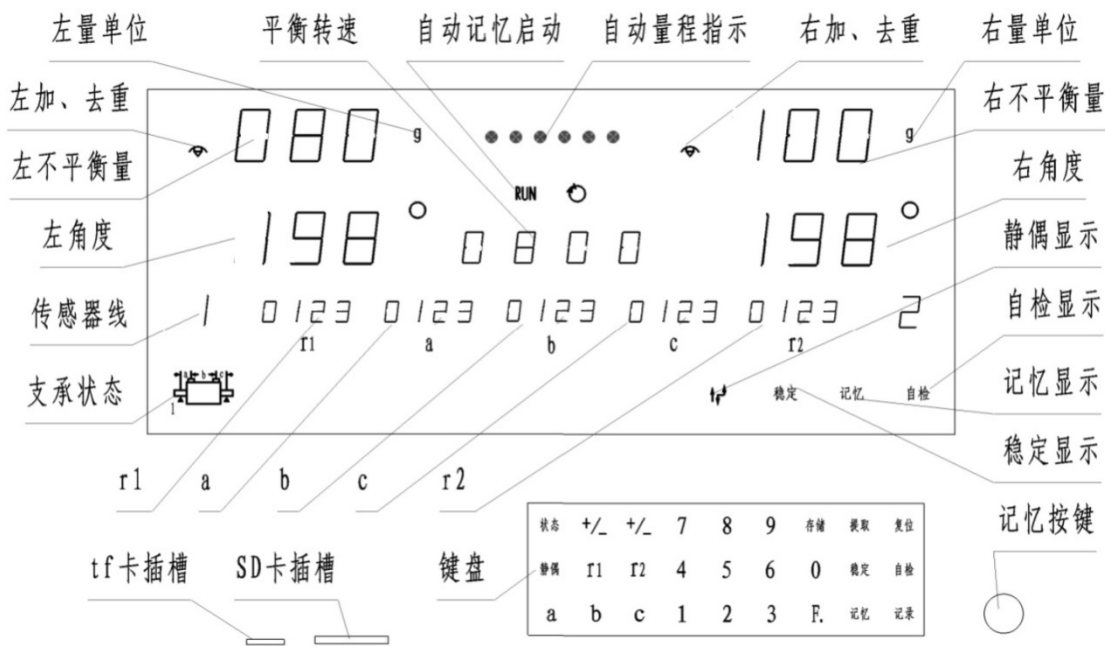 左量单位 平衡转速 自动记忆启动 自动量程指示 右加、去重 右量单位
左加、去重 右不平衡量
080 g 100 g
左不平衡量 右角度
RUN
左角度 198 0800 198 静偶显示
传感器线 1 0123 0123 0123 0123 0123 2 自检显示
r1 a b c r2
支承状态 a b c 稳定 记忆 自检 记忆显示
1
稳定显示
r1 a b c r2
记忆按键
状态 +/_ +/_ 7 8 9 存储 提取 复位
tf卡插槽 SD卡插槽 键盘 静偶 r1 r2 4 5 6 0 稳定 自检
a b c 1 2 3 F. 记忆 记录